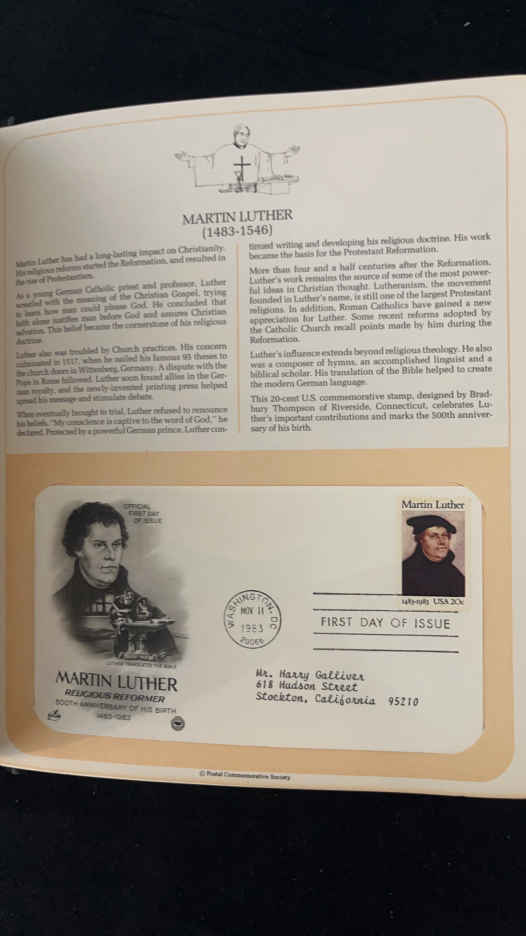 MARTIN LUTHER
(1483-1546)
Martin Luther has had a long-lasting impact on Christianity.
His religious reforms started the Reformation, and resulted in
the rise of Protestantism.
As a young German Catholic priest and professor, Luther
wrestled with the meaning of the Christian Gospel, trying
to learn how man could please God. He concluded that
faith alone justifies man before God and assures Christian
salvation. This belief became the cornerstone of his religious
doctrine.
Luther also was troubled by Church practices. His concern
culminated in 1517, when he nailed his famous 95 theses to
the church doors in Wittenberg, Germany. A dispute with the
Pope in Rome followed. Luther soon found allies in the Ger-
man royalty, and the newly-invented printing press helped
spread his message and stimulate debate.
When eventually brought to trial, Luther refused to renounce
his beliefs. "My conscience is captive to the word of God," he
declared. Protected by a powerful German prince, Luther con-
tinued writing and developing his religious doctrine. His work
became the basis for the Protestant Reformation.
More than four and a half centuries after the Reformation,
Luther's work remains the source of some of the most power-
ful ideas in Christian thought. Lutheranism, the movement
founded in Luther's name, is still one of the largest Protestant
religions. In addition, Roman Catholics have gained a new
appreciation for Luther. Some recent reforms adopted by
the Catholic Church recall points made by him during the
Reformation.
Luther's influence extends beyond religious theology. He also
was a composer of hymns, an accomplished linguist and a
biblical scholar. His translation of the Bible helped to create
the modern German language.
This 20-cent U.S. commemorative stamp, designed by Brad-
bury Thompson of Riverside, Connecticut, celebrates Lu-
ther's important contributions and marks the 500th anniver-
sary of his birth.
OFFICIAL
FIRST DAY
OF ISSUE
LUTHER TRANSLATES THE BIBLE
MARTIN LUTHER
RELIGIOUS REFORMER
500TH ANNIVERSARY OF HIS BIRTH
1483-1983
WASHINGTON, DC
NOV 11
1983
20066
Martin Luther
1483-1983 USA 20c
FIRST DAY OF ISSUE
Mr. Harry Galliver
618 Hudson Street
Stockton, California 95210
© Postal Commemorative Society